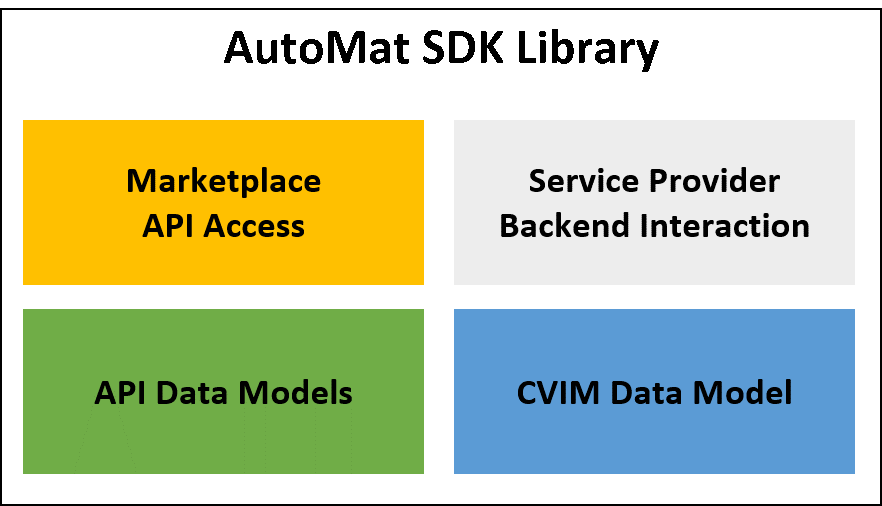 AutoMat SDK Library
Marketplace
API Access
Service Provider
Backend Interaction
API Data Models
CVIM Data Model